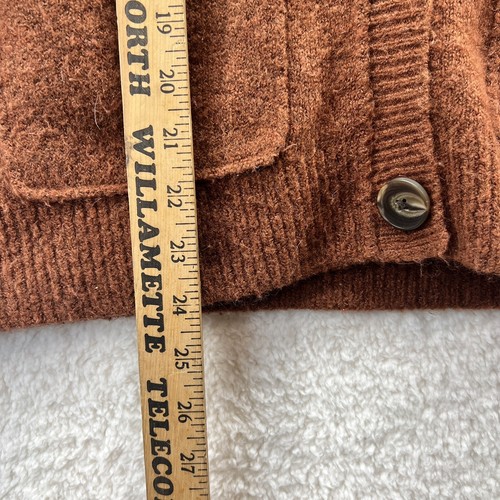 ORTH WILLAMETTE TELECO
19 20 21 22 23 24 25 26 27